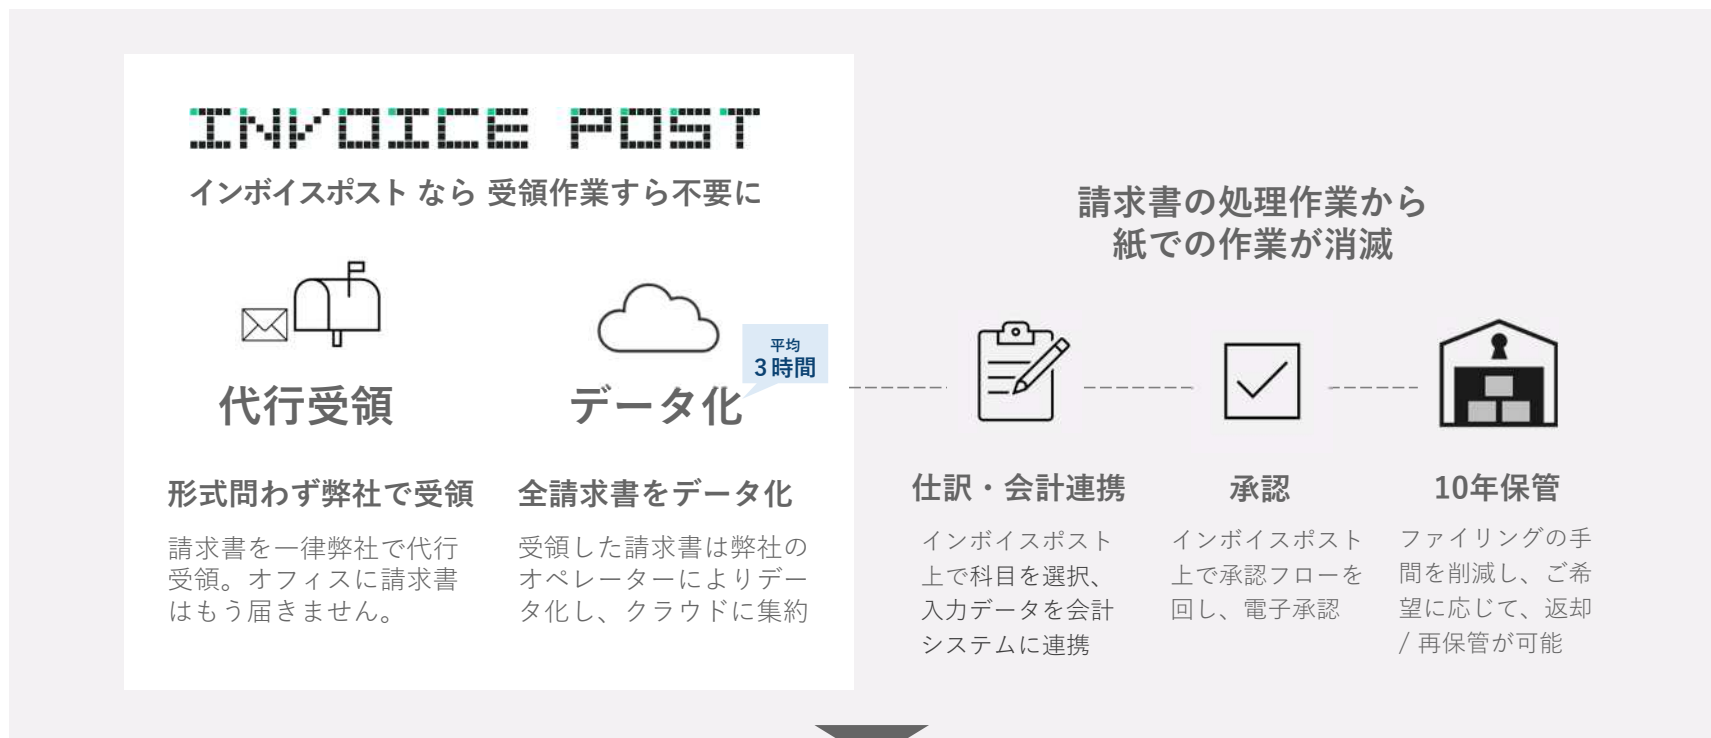 INVOICE POST
インボイスポスト なら 受領作業すら不要に
代行受領
データ化
平均
3時間
形式問わず弊社で受領
請求書を一律弊社で代行
受領。オフィスに請求書
はもう届きません。
全請求書をデータ化
受領した請求書は弊社の
オペレーターによりデー
タ化し、クラウドに集約
請求書の処理作業から
紙での作業が消滅
仕訳・会計連携
インボイスポスト
上で科目を選択、
入力データを会計
システムに連携
承認
インボイスポスト
上で承認フローを
回し、電子承認
10年保管
ファイリングの手
間を削減し、ご希
望に応じて、返却
/ 再保管が可能